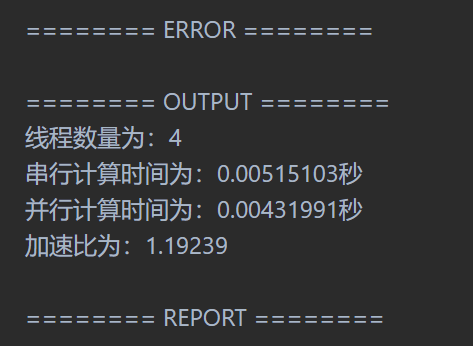 ======== ERROR ========
======== OUTPUT ========
线程数量为：4
串行计算时间为：0.00515103秒
并行计算时间为：0.00431991秒
加速比为：1.19239
======== REPORT ========